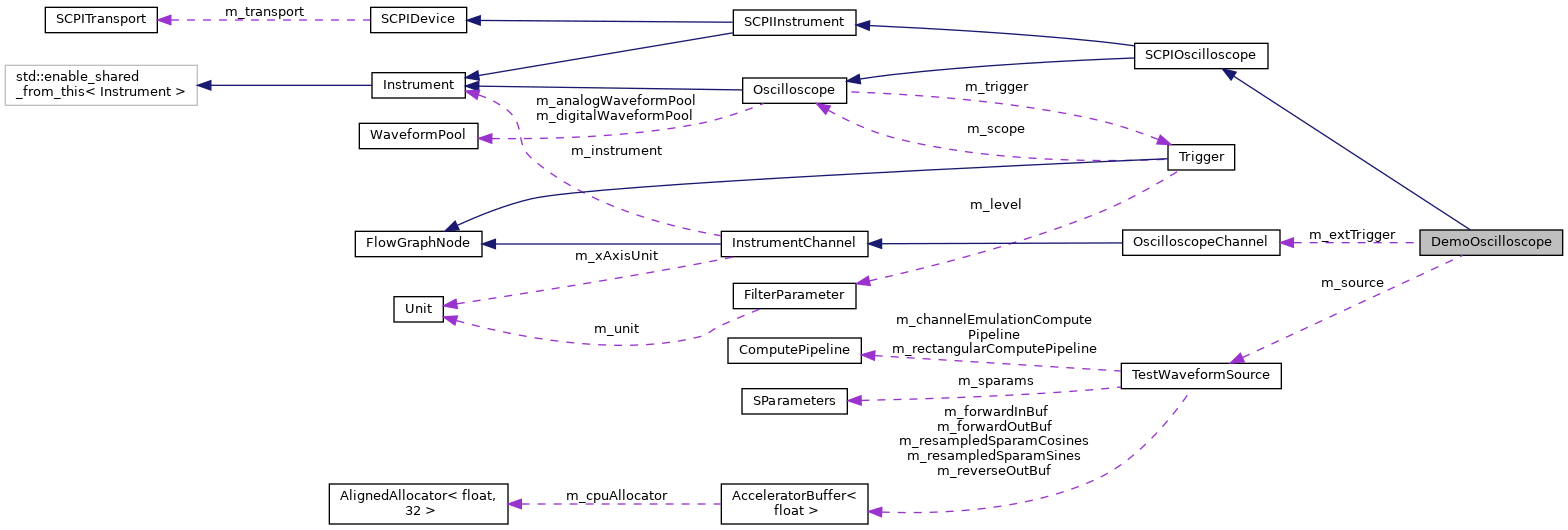 SCPITransport
m_transport
SCPIDevice
SCPIInstrument
SCPIOscilloscope
std::enable_shared
_from_this< Instrument >
Instrument
Oscilloscope
m_trigger
m_analogWaveformPool
m_digitalWaveformPool
WaveformPool
m_scope
m_instrument
Trigger
m_level
FlowGraphNode
InstrumentChannel
OscilloscopeChannel
m_extTrigger
DemoOscilloscope
m_xAxisUnit
m_source
Unit
FilterParameter
m_unit
m_channelEmulationCompute
Pipeline
m_rectangularComputePipeline
ComputePipeline
TestWaveformSource
m_sparams
SParameters
m_forwardInBuf
m_forwardOutBuf
m_resampledSparamCosines
m_resampledSparamSines
m_reverseOutBuf
AlignedAllocator< float,
32 >
m_cpuAllocator
AcceleratorBuffer<
float >